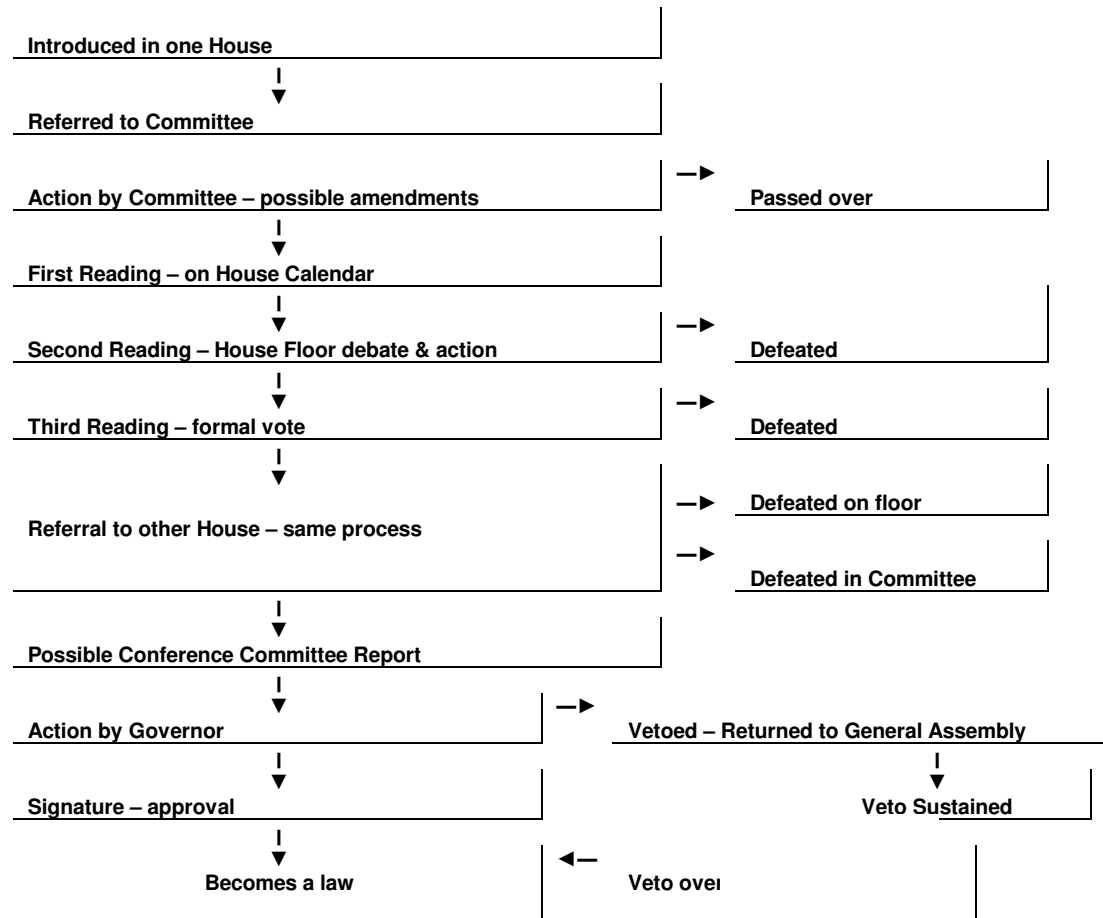 Introduced in one House
Referred to Committee
Action by Committee – possible amendments
Passed over
First Reading – on House Calendar
Second Reading – House Floor debate & action
Defeated
Third Reading – formal vote
Defeated
Referral to other House – same process
Defeated on floor
Defeated in Committee
Possible Conference Committee Report
Action by Governor
Vetoed – Returned to General Assembly
Signature – approval
Veto Sustained
Becomes a law
Veto over